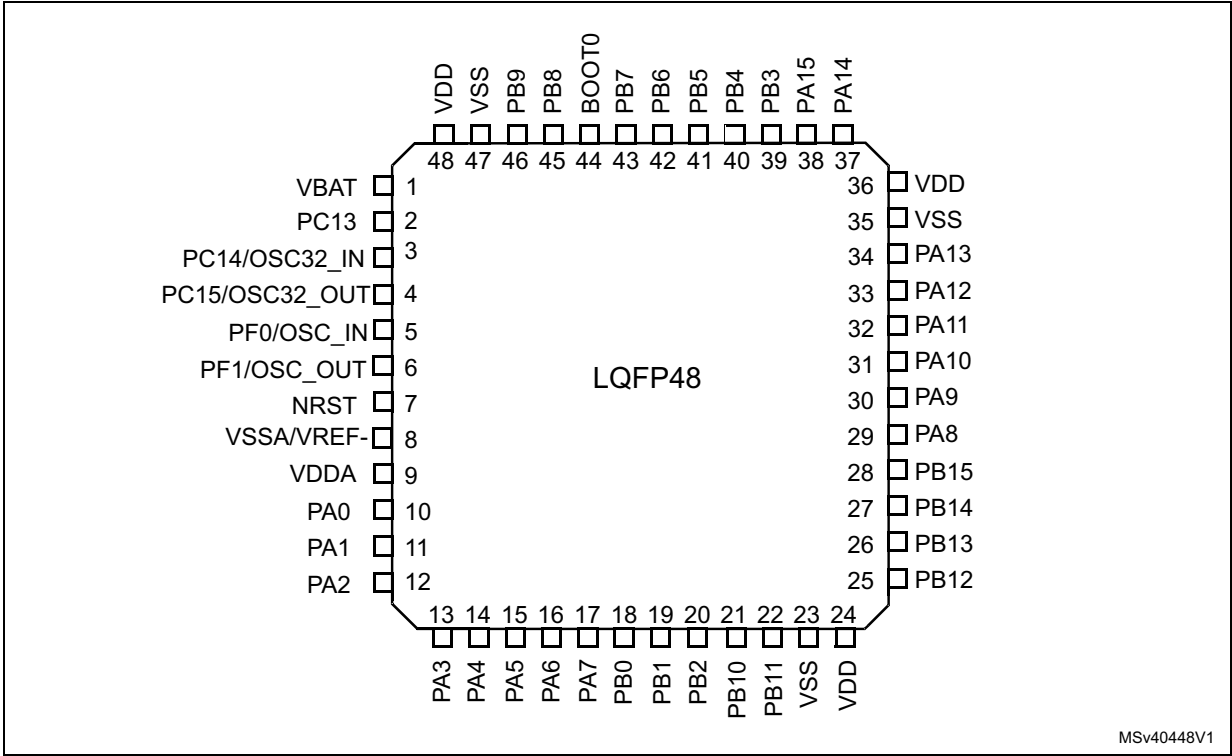 VDD VSS PB9 PB8 BOOT0 PB7 PB6 PB5 PB4 PB3 PA15 PA14
48 47 46 45 44 43 42 41 40 39 38 37
VBAT 1 36 VDD
PC13 2 35 VSS
PC14/OSC32_IN 3 34 PA13
PC15/OSC32_OUT 4 33 PA12
PF0/OSC_IN 5 32 PA11
PF1/OSC_OUT 6 31 PA10
LQFP48
NRST 7 30 PA9
VSSA/VREF- 8 29 PA8
VDDA 9 28 PB15
PA0 10 27 PB14
PA1 11 26 PB13
PA2 12 25 PB12
13 14 15 16 17 18 19 20 21 22 23 24
PA3 PA4 PA5 PA6 PA7 PB0 PB1 PB2 PB10 PB11 VSS VDD
MSv40448V1